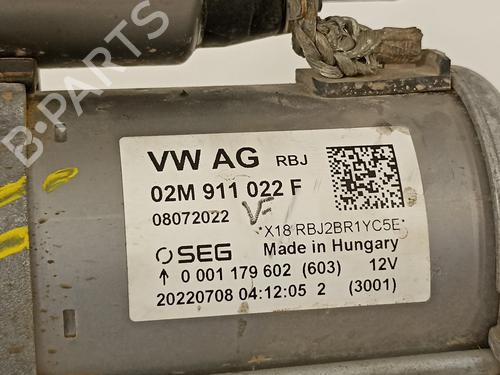 B-PARTS
VW AG RBJ
02M 911 022 F
08072022
*X18 RBJ2BR1YC5E*
SEG Made in Hungary
↑ 0 001 179 602 (603) 12V
20220708 04:12:05 2 (3001)